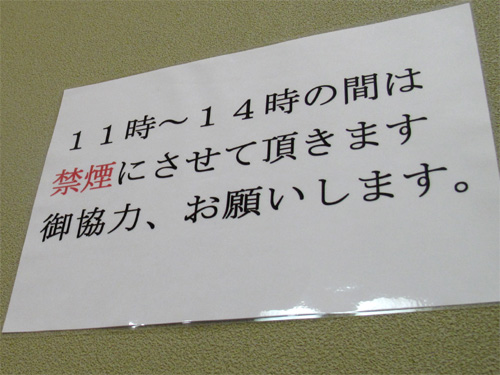 １１時～１４時の間は
禁煙にさせて頂きます
御協力、お願いします。